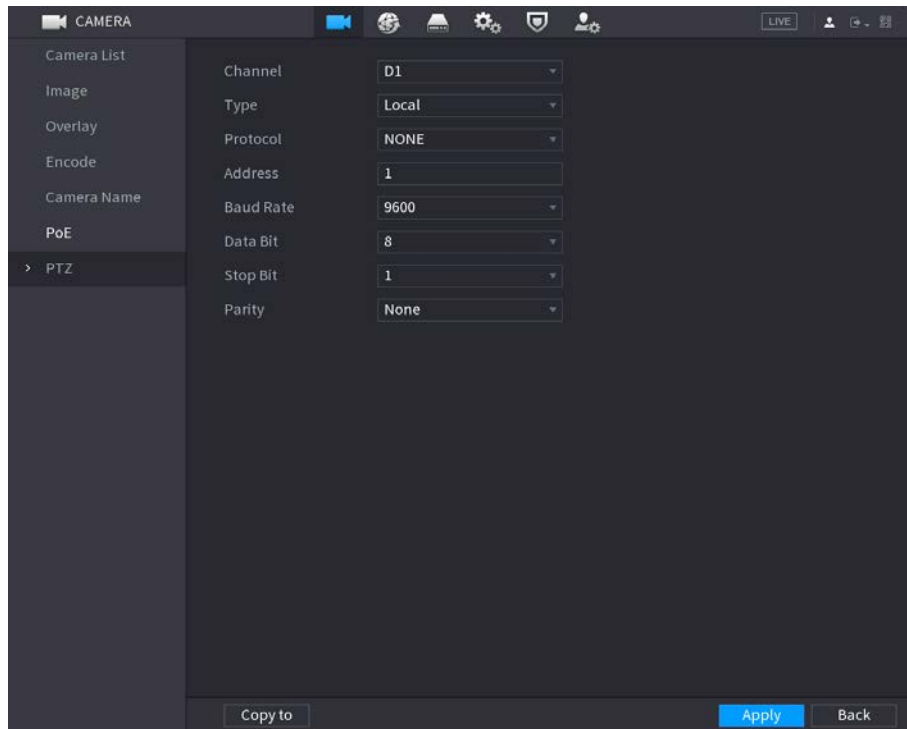 CAMERA
LIVE
Camera List
Image
Overlay
Encode
Camera Name
PoE
> PTZ
Channel D1
Type Local
Protocol NONE
Address 1
Baud Rate 9600
Data Bit 8
Stop Bit 1
Parity None
Copy to
Apply
Back